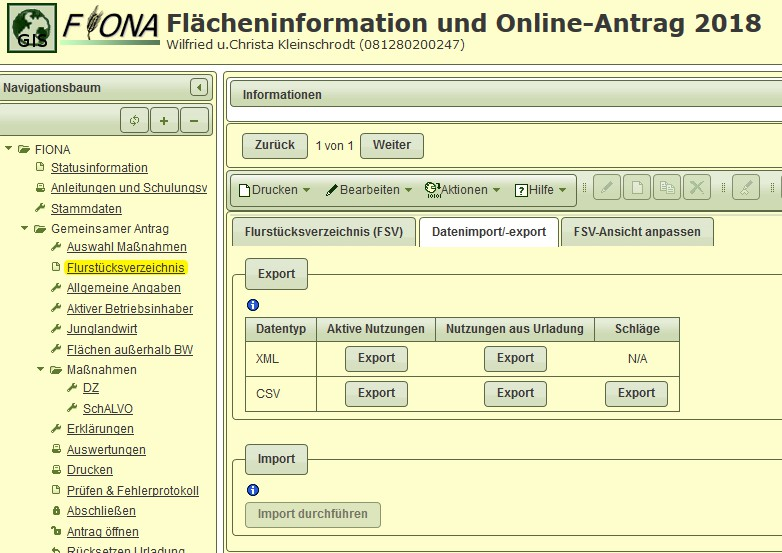 GIS
FIONA
Flächeninformation und Online-Antrag 2018
Wilfried u.Christa Kleinschrodt (081280200247)
Navigationsbaum
FIONA
Statusinformation
Anleitungen und Schulungsv
Stammdaten
Gemeinsamer Antrag
Auswahl Maßnahmen
Flurstücksverzeichnis
Allgemeine Angaben
Aktiver Betriebsinhaber
Junglandwirt
Flächen außerhalb BW
Maßnahmen
DZ
SchALVO
Erklärungen
Auswertungen
Drucken
Prüfen & Fehlerprotokoll
Abschließen
Antrag öffnen
Rücksetzen Urladung
Informationen
Zurück 1 von 1 Weiter
Drucken Bearbeiten Aktionen Hilfe
Flurstücksverzeichnis (FSV) Datenimport/-export FSV-Ansicht anpassen
Export
Datentyp Aktive Nutzungen Nutzungen aus Urladung Schläge
XML Export Export N/A
CSV Export Export Export
Import
Import durchführen